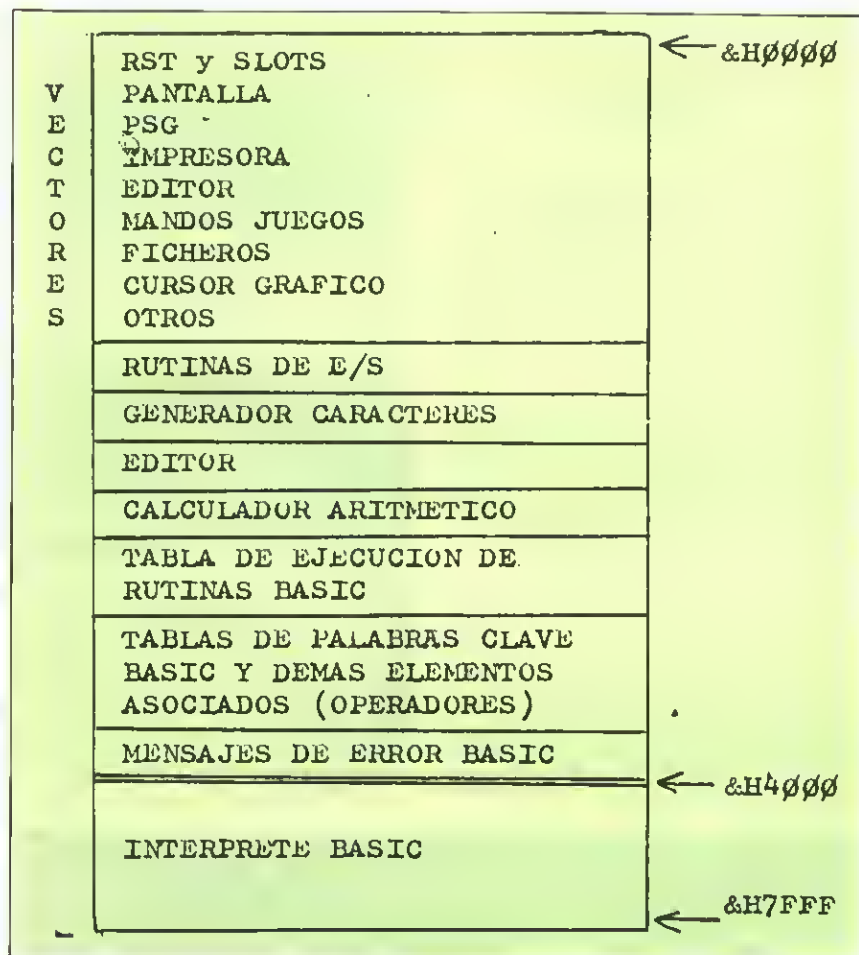 RST y SLOTS
&HØØØØ
PANTALLA
PSG
IMPRESORA
EDITOR
MANDOS JUEGOS
FICHEROS
CURSOR GRAFICO
OTROS
VECTORES
RUTINAS DE E/S
GENERADOR CARACTERES
EDITOR
CALCULADOR ARITMETICO
TABLA DE EJECUCION DE
RUTINAS BASIC
TABLAS DE PALABRAS CLAVE
BASIC Y DEMAS ELEMENTOS
ASOCIADOS (OPERADORES)
MENSAJES DE ERROR BASIC
&H4ØØØ
INTERPRETE BASIC
&H7FFF